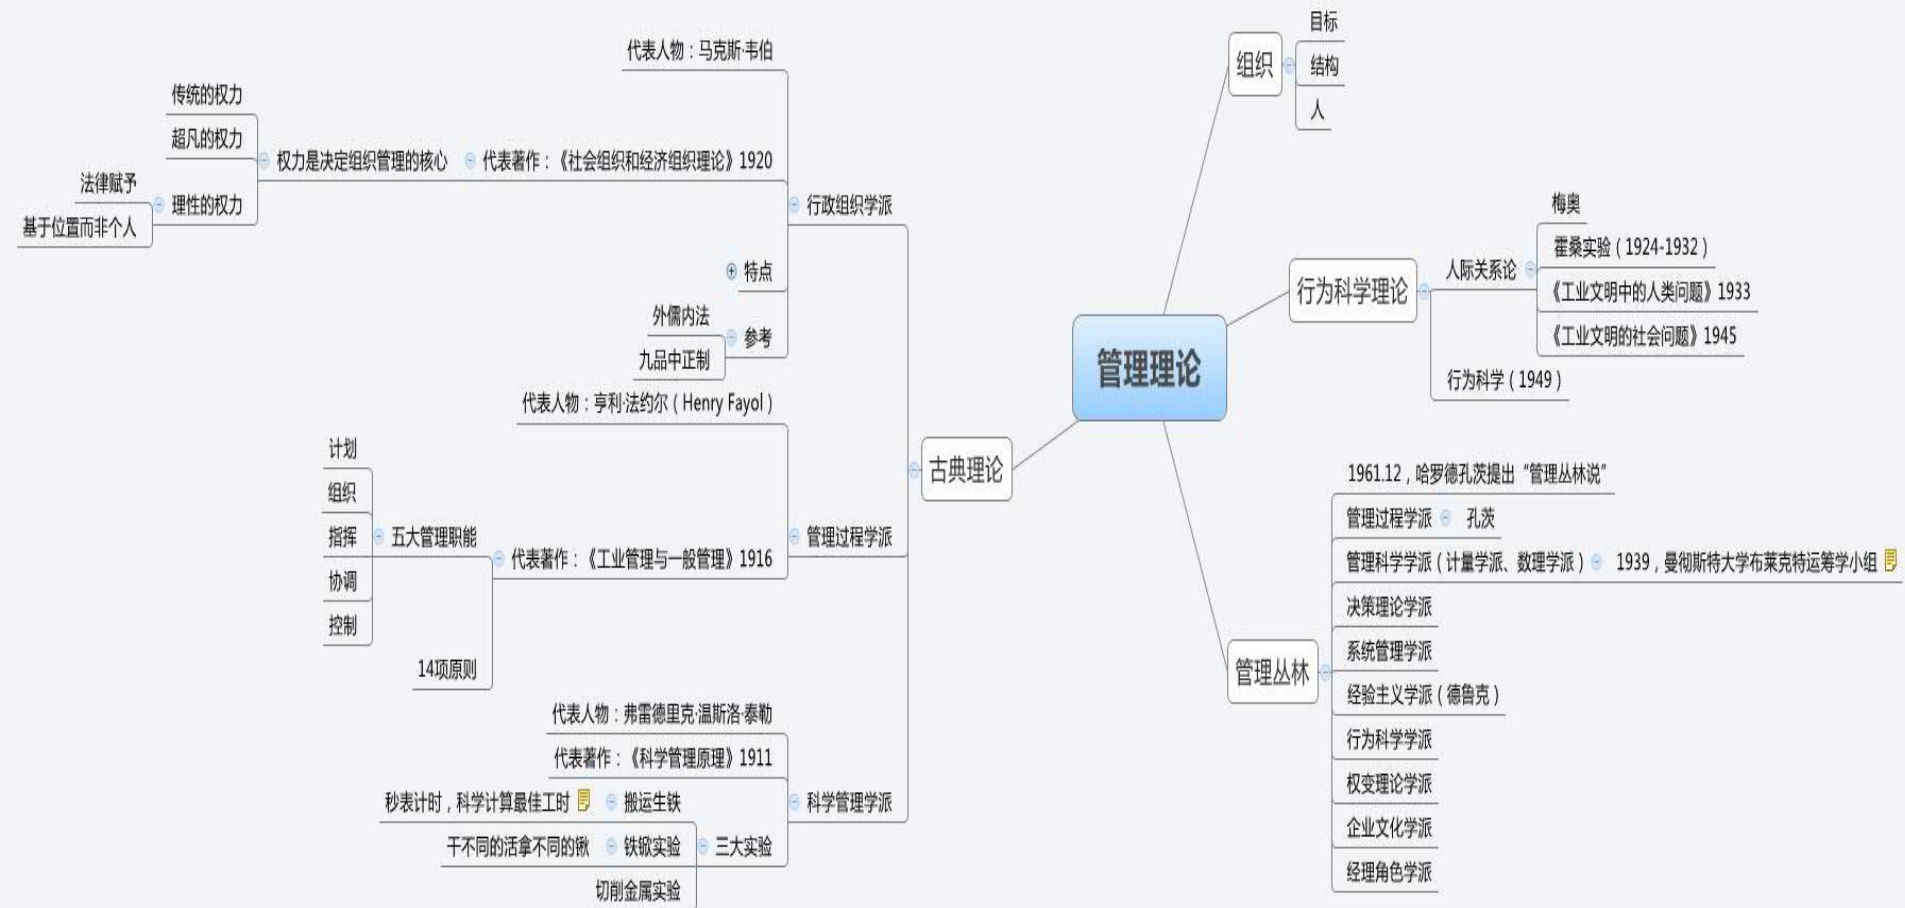 管理理论
组织
目标
结构
人
行为科学理论
人际关系论
梅奥
霍桑实验（1924-1932）
《工业文明中的人类问题》1933
《工业文明的社会问题》1945
行为科学（1949）
管理丛林
1961.12，哈罗德孔茨提出“管理丛林说”
管理过程学派
孔茨
管理科学学派（计量学派、数理学派）
1939，曼彻斯特大学布莱克特运筹学小组
决策理论学派
系统管理学派
经验主义学派（德鲁克）
行为科学学派
权变理论学派
企业文化学派
经理角色学派
古典理论
行政组织学派
代表人物：马克斯·韦伯
代表著作：《社会组织和经济组织理论》1920
权力是决定组织管理的核心
传统的权力
超凡的权力
理性的权力
法律赋予
基于位置而非个人
特点
参考
外儒内法
九品中正制
管理过程学派
代表人物：亨利·法约尔（Henry Fayol）
代表著作：《工业管理与一般管理》1916
五大管理职能
计划
组织
指挥
协调
控制
14项原则
科学管理学派
代表人物：弗雷德里克·温斯洛·泰勒
代表著作：《科学管理原理》1911
三大实验
搬运生铁
秒表计时，科学计算最佳工时
铁锨实验
干不同的活拿不同的锹
切削金属实验